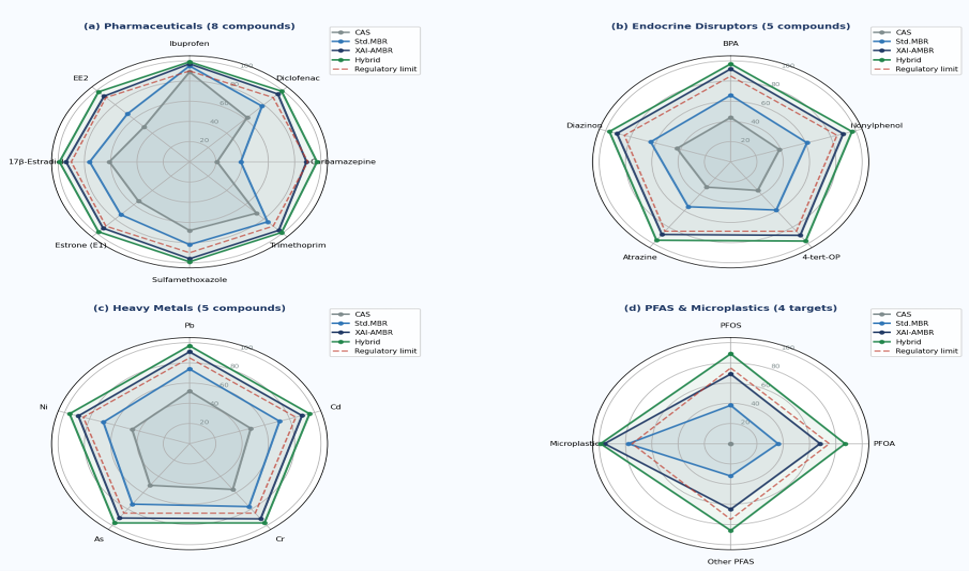 (a) Pharmaceuticals (8 compounds)
Ibuprofen
CAS
Std.MBR
XAI-AMBR
Hybrid
Regulatory limit
100
EE2
Diclofenac
60
40
20
17β-Estradi
Carbamazepine
Estrone (E1)
Trimethoprim
Sulfamethoxazole
(b) Endocrine Disruptors (5 compounds)
BPA
CAS
Std.MBR
XAI-AMBR
Hybrid
Regulatory limit
100
80
60
40
20
Diazinon
Nonylphenol
Atrazine
4-tert-OP
(c) Heavy Metals (5 compounds)
Pb
CAS
Std.MBR
XAI-AMBR
Hybrid
Regulatory limit
100
80
60
40
20
Ni
Cd
As
Cr
(d) PFAS & Microplastics (4 targets)
PFOS
CAS
Std.MBR
XAI-AMBR
Hybrid
Regulatory limit
100
80
60
40
20
Microplastic
PFOA
Other PFAS